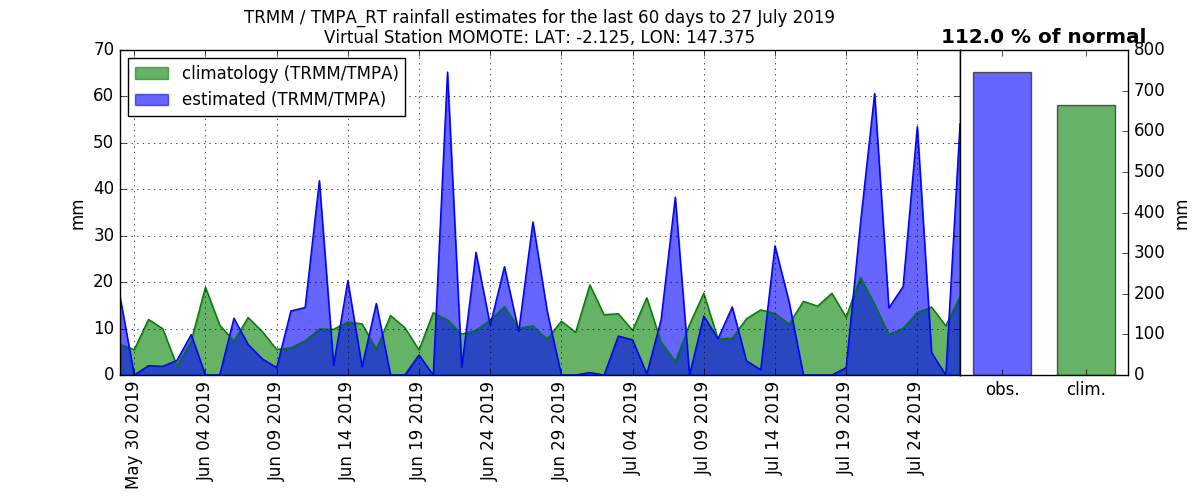 TRMM / TMPA_RT rainfall estimates for the last 60 days to 27 July 2019
Virtual Station MOMOTE: LAT: -2.125, LON: 147.375
112.0 % of normal
climatology (TRMM/TMPA)
estimated (TRMM/TMPA)
mm
70
60
50
40
30
20
10
0
May 30 2019
Jun 04 2019
Jun 09 2019
Jun 14 2019
Jun 19 2019
Jun 24 2019
Jun 29 2019
Jul 04 2019
Jul 09 2019
Jul 14 2019
Jul 19 2019
Jul 24 2019
obs.
clim.
800
700
600
500
400
300
200
100
0
mm